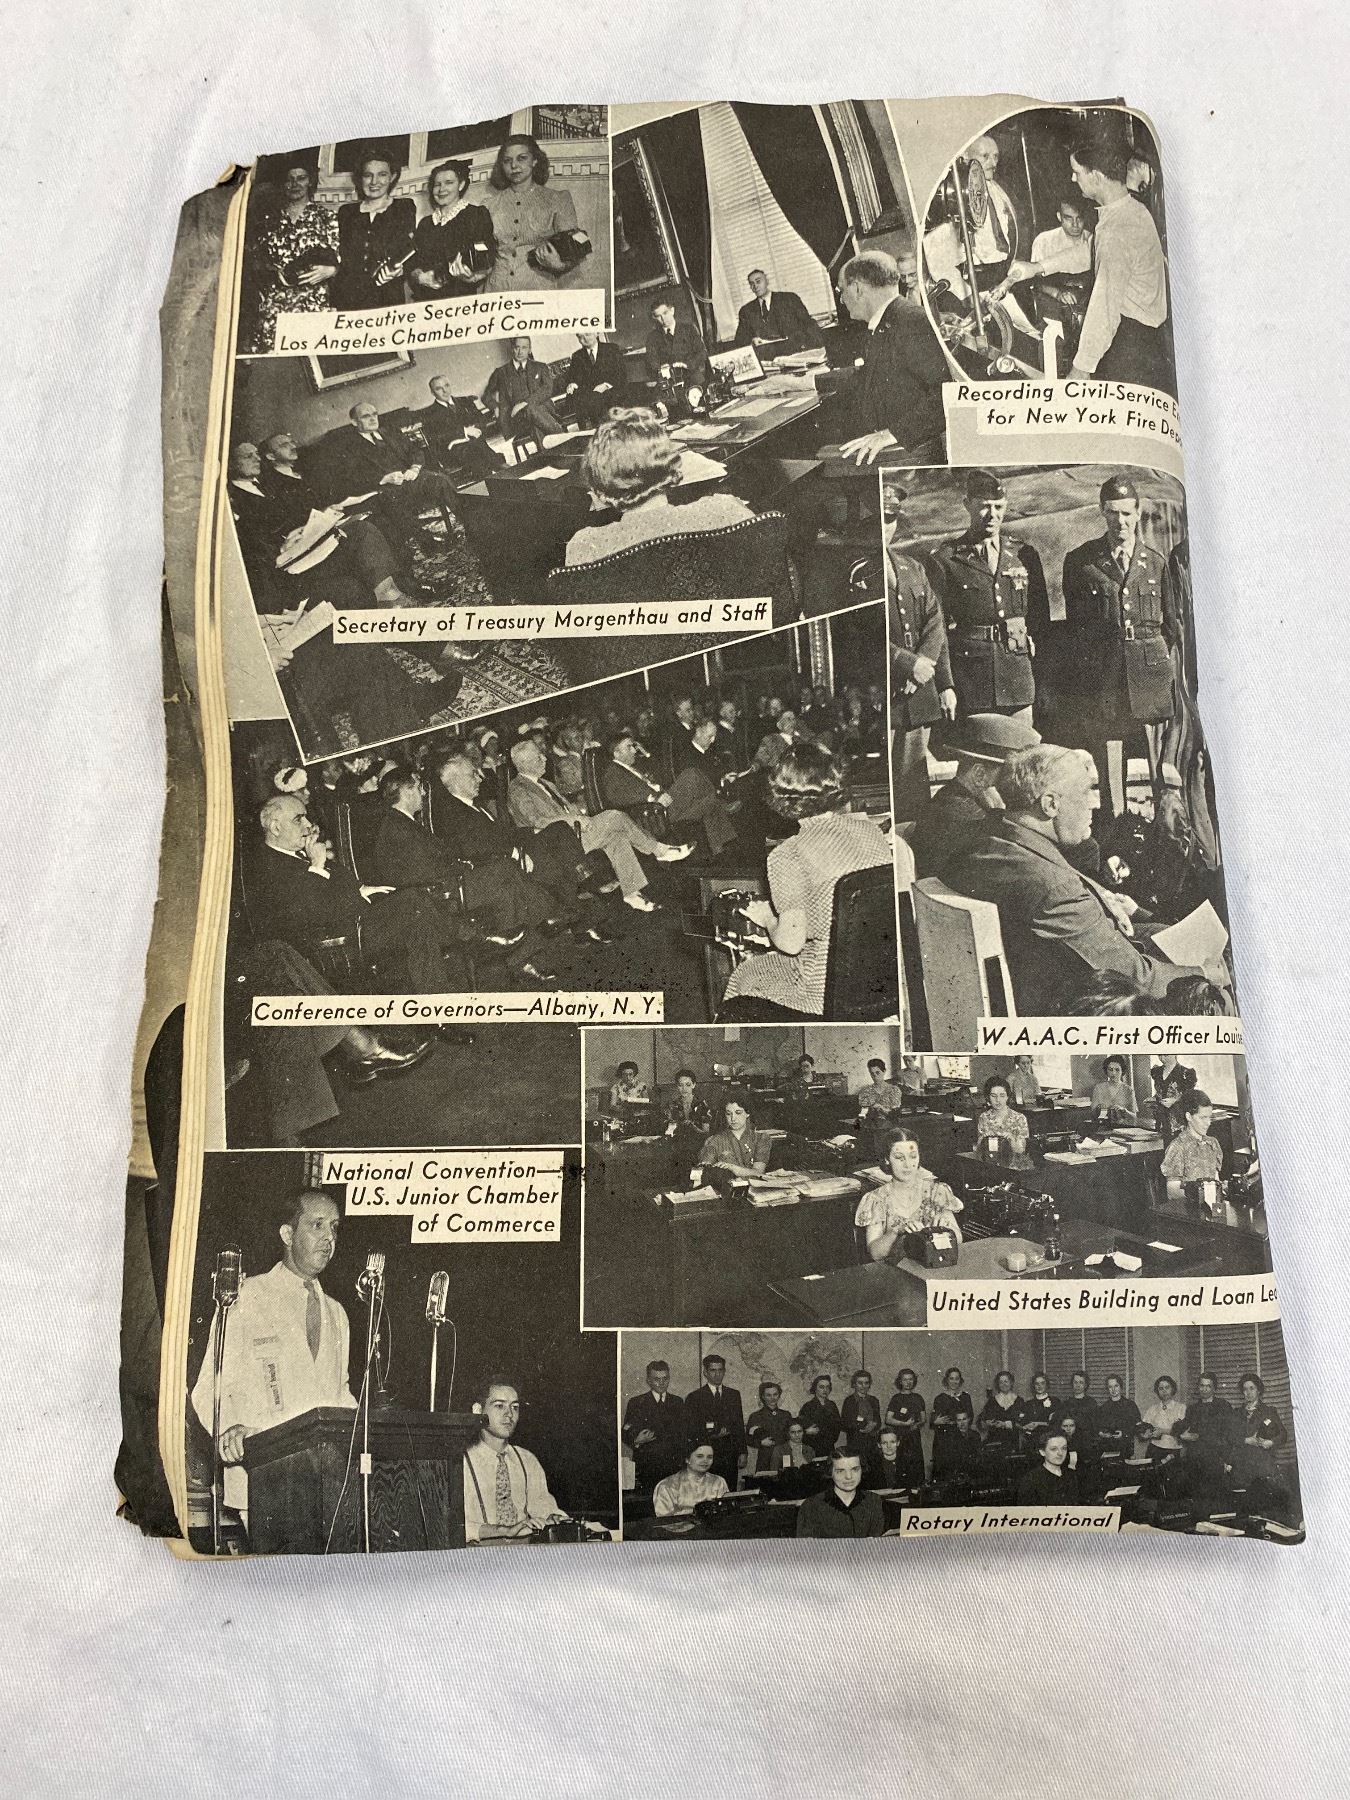 Executive Secretaries—
Los Angeles Chamber of Commerce
Recording Civil-Service
for New York Fire
Secretary of Treasury Morgenthau and Staff
Conference of Governors—Albany, N. Y.
W.A.A.C. First Officer
National Convention—
U.S. Junior Chamber
of Commerce
United States Building and Loan
Rotary International